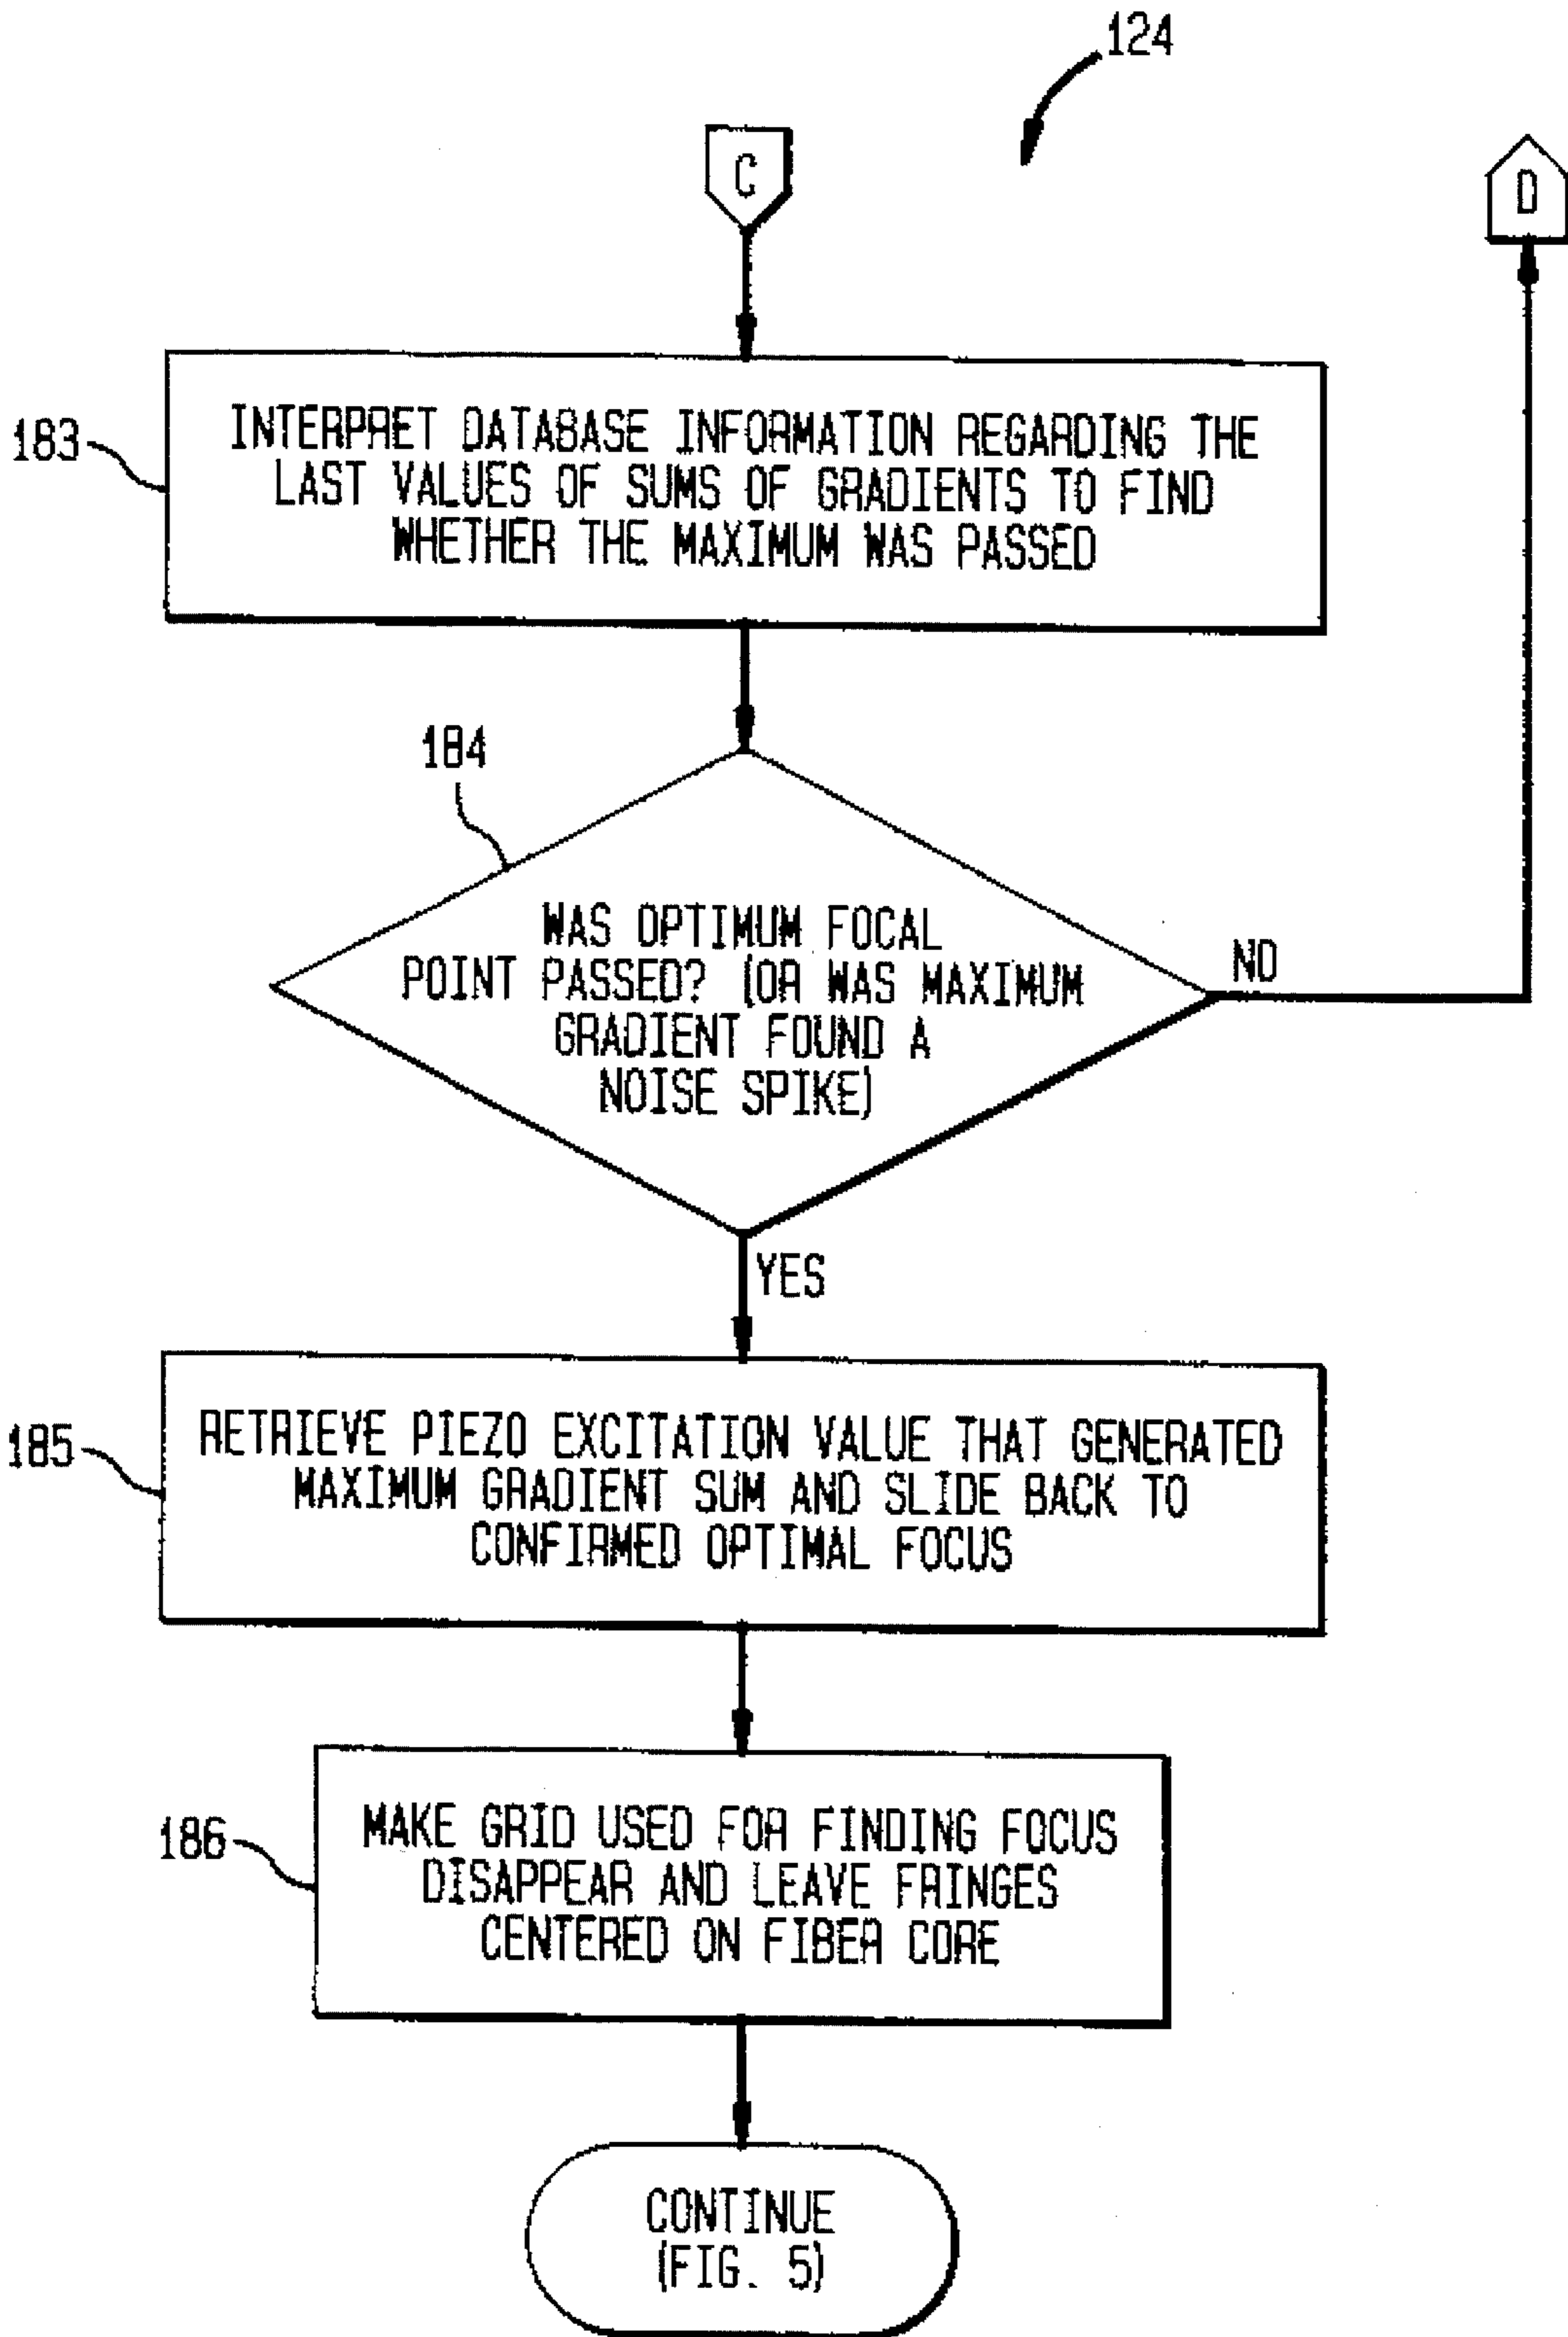 124
C
D
183
INTERPRET DATABASE INFORMATION REGARDING THE
LAST VALUES OF SUMS OF GRADIENTS TO FIND
WHETHER THE MAXIMUM WAS PASSED
184
WAS OPTIMUM FOCAL
POINT PASSED? (OR WAS MAXIMUM
GRADIENT FOUND A
NOISE SPIKE)
NO
YES
185
RETRIEVE PIEZO EXCITATION VALUE THAT GENERATED
MAXIMUM GRADIENT SUM AND SLIDE BACK TO
CONFIRMED OPTIMAL FOCUS
186
MAKE GRID USED FOR FINDING FOCUS
DISAPPEAR AND LEAVE FRINGES
CENTERED ON FIBER CORE
CONTINUE
(FIG. 5)